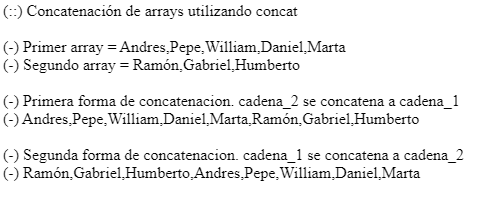 (::) Concatenación de arrays utilizando concat
(-) Primer array = Andres,Pepe,William,Daniel,Marta
(-) Segundo array = Ramón,Gabriel,Humberto
(-) Primera forma de concatenacion. cadena_2 se concatena a cadena_1
(-) Andres,Pepe,William,Daniel,Marta,Ramón,Gabriel,Humberto
(-) Segunda forma de concatenacion. cadena_1 se concatena a cadena_2
(-) Ramón,Gabriel,Humberto,Andres,Pepe,William,Daniel,Marta